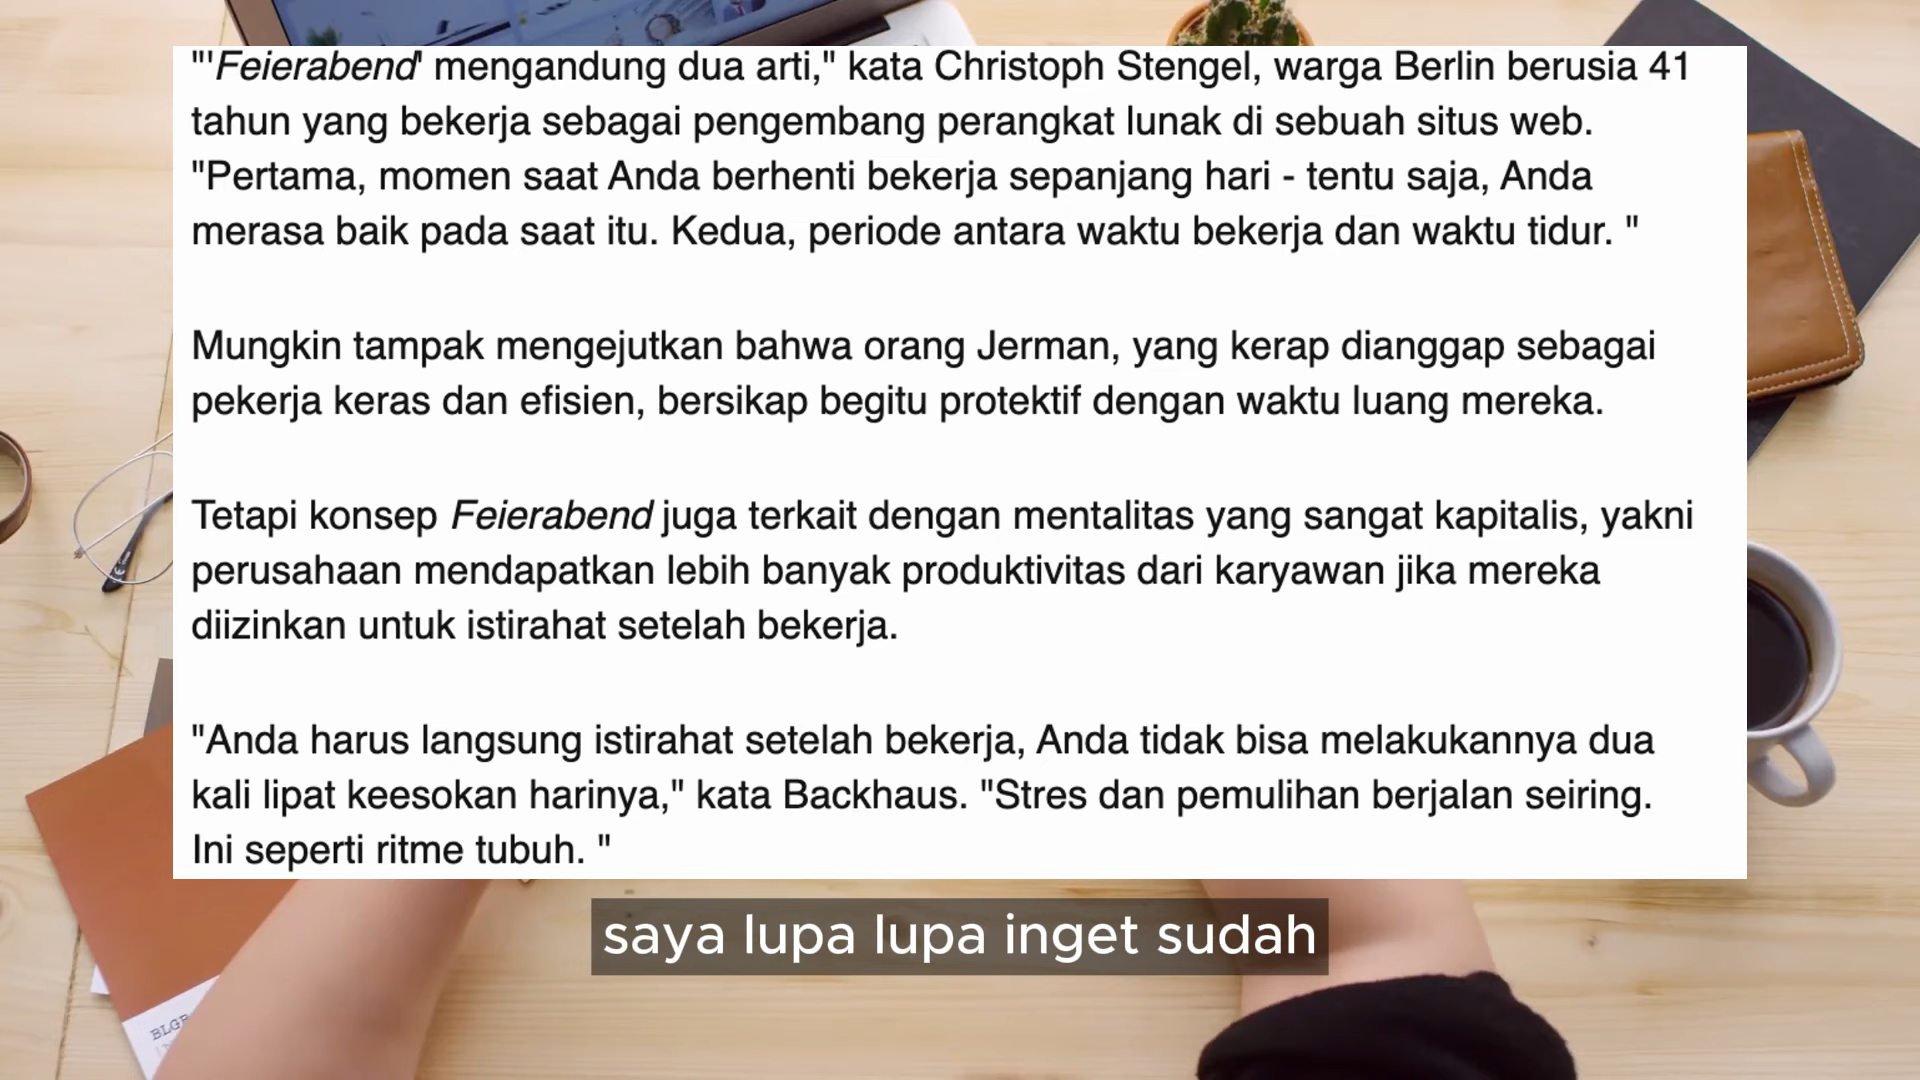 "'Feierabend' mengandung dua arti," kata Christoph Stengel, warga Berlin berusia 41
tahun yang bekerja sebagai pengembang perangkat lunak di sebuah situs web.
"Pertama, momen saat Anda berhenti bekerja sepanjang hari - tentu saja, Anda
merasa baik pada saat itu. Kedua, periode antara waktu bekerja dan waktu tidur. "
Mungkin tampak mengejutkan bahwa orang Jerman, yang kerap dianggap sebagai
pekerja keras dan efisien, bersikap begitu protektif dengan waktu luang mereka.
Tetapi konsep Feierabend juga terkait dengan mentalitas yang sangat kapitalis, yakni
perusahaan mendapatkan lebih banyak produktivitas dari karyawan jika mereka
diizinkan untuk istirahat setelah bekerja.
"Anda harus langsung istirahat setelah bekerja, Anda tidak bisa melakukannya dua
kali lipat keesokan harinya," kata Backhaus. "Stres dan pemulihan berjalan seiring.
Ini seperti ritme tubuh. "
saya lupa lupa inget sudah